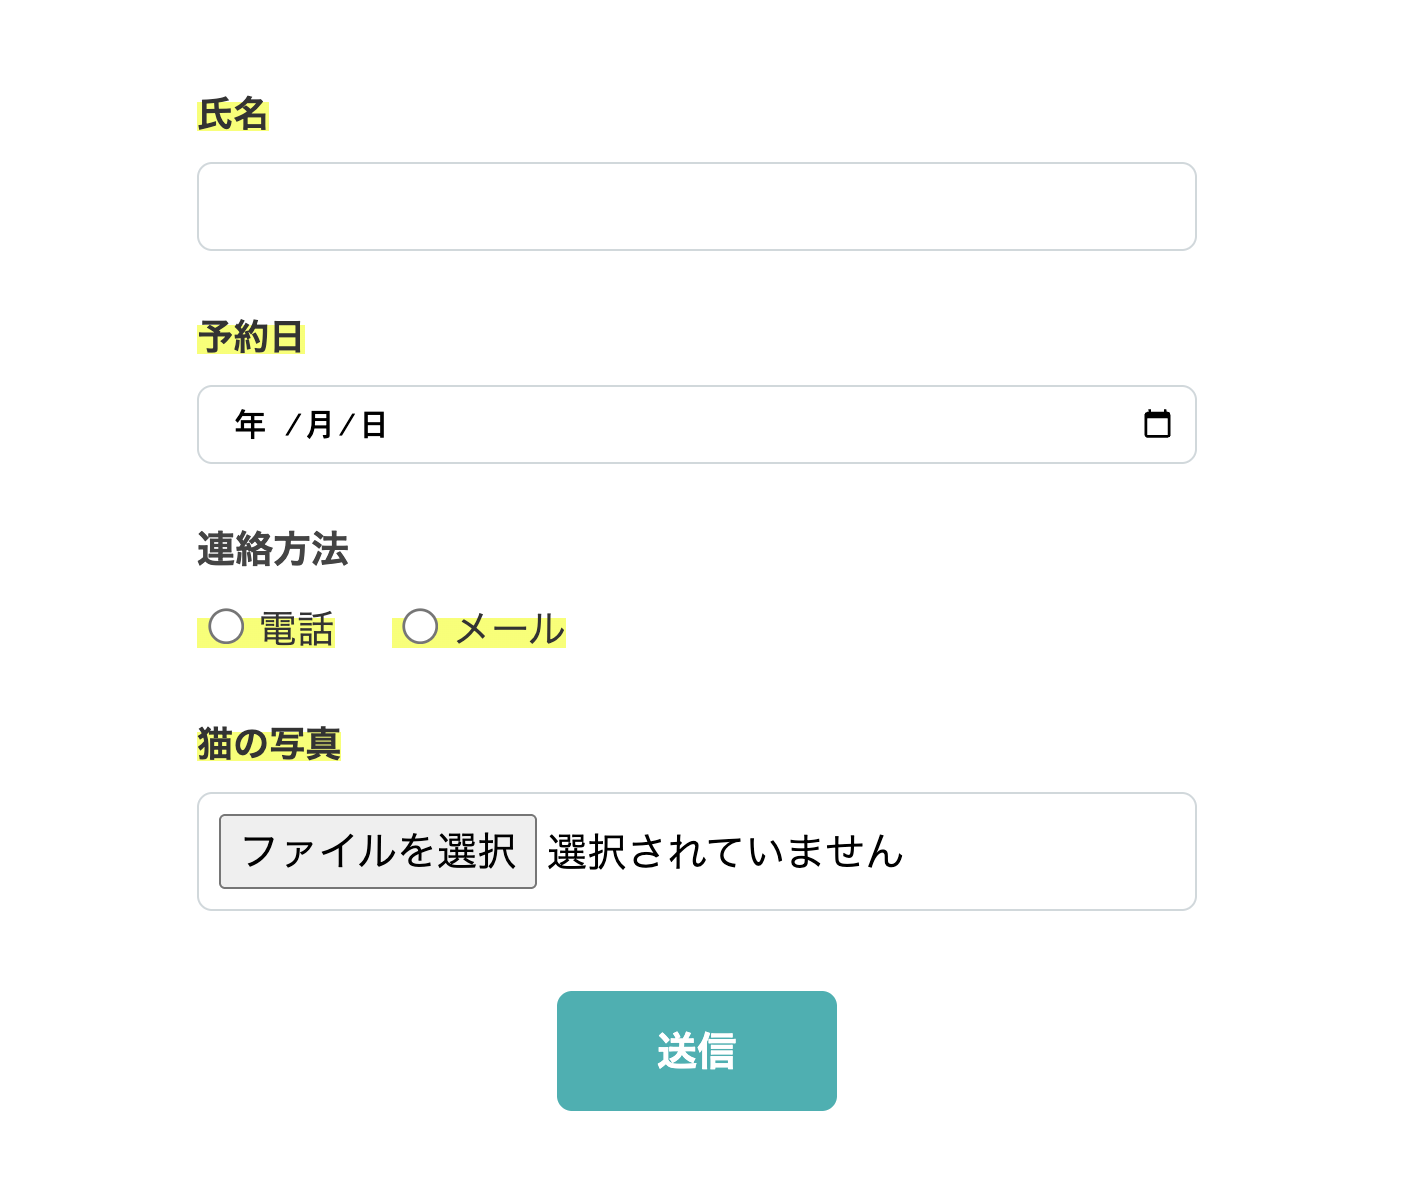 氏名
予約日
年 /月/日
連絡方法
電話 メール
猫の写真
ファイルを選択 選択されていません
送信